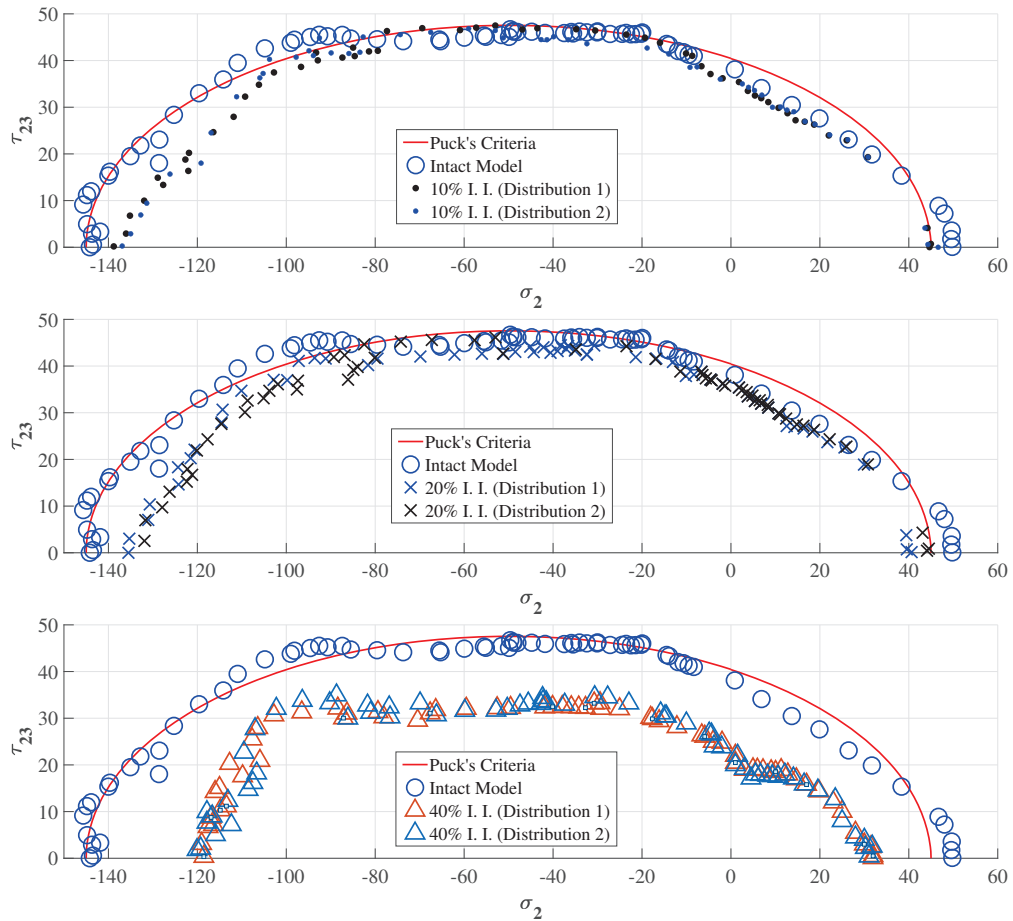 50
40
30
20
10
0
τ23
-140 -120 -100 -80 -60 -40 -20 0 20 40 60
σ2
Puck's Criteria
Intact Model
10% I. I. (Distribution 1)
10% I. I. (Distribution 2)
50
40
30
20
10
0
τ23
-140 -120 -100 -80 -60 -40 -20 0 20 40 60
σ2
Puck's Criteria
Intact Model
20% I. I. (Distribution 1)
20% I. I. (Distribution 2)
50
40
30
20
10
0
τ23
-140 -120 -100 -80 -60 -40 -20 0 20 40 60
σ2
Puck's Criteria
Intact Model
40% I. I. (Distribution 1)
40% I. I. (Distribution 2)